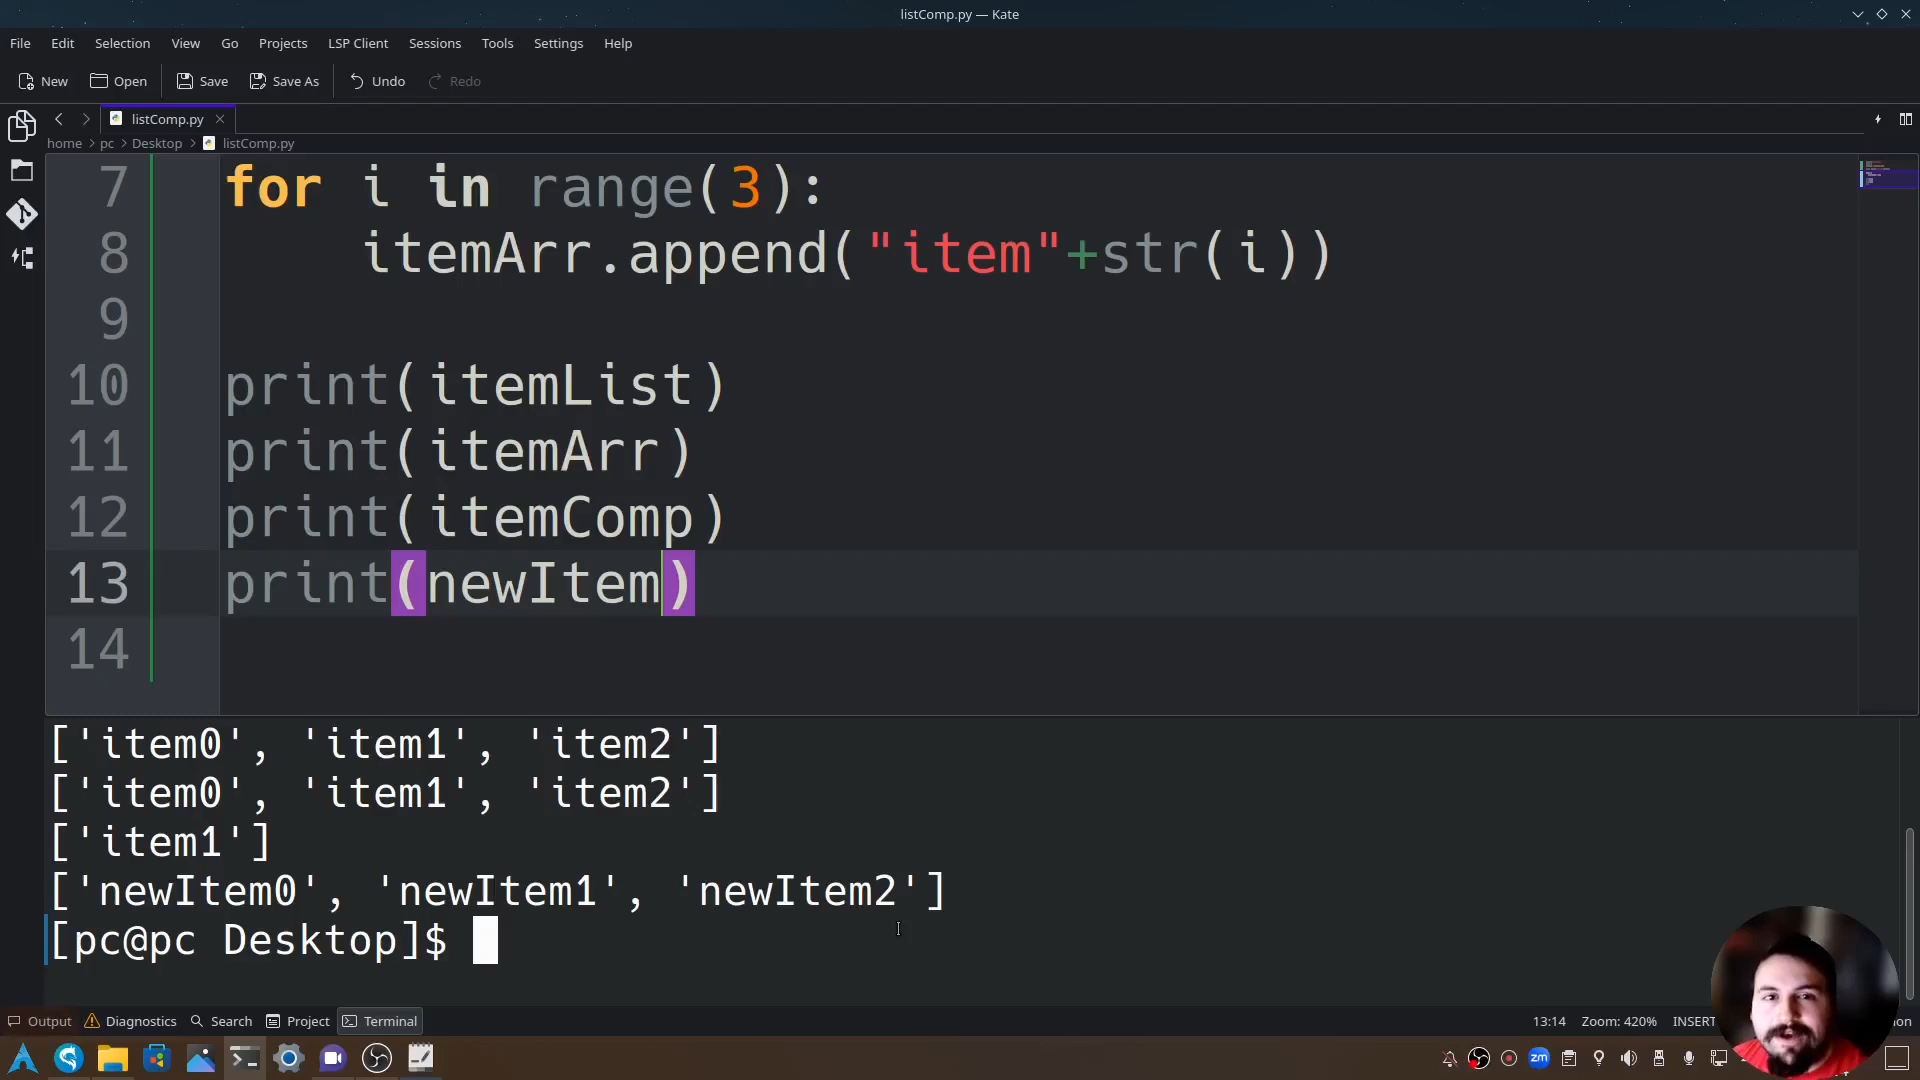 listComp.py — Kate
File Edit Selection View Go Projects LSP Client Sessions Tools Settings Help
New Open Save Save As Undo Redo
listComp.py
home > pc > Desktop > listComp.py
7 for i in range(3):
8     itemArr.append("item"+str(i))
9
10 print(itemList)
11 print(itemArr)
12 print(itemComp)
13 print(newItem)
14
['item0', 'item1', 'item2']
['item0', 'item1', 'item2']
['item1']
['newItem0', 'newItem1', 'newItem2']
[pc@pc Desktop]$
Output Diagnostics Search Project Terminal 13:14 Zoom: 420% INSERT
zm